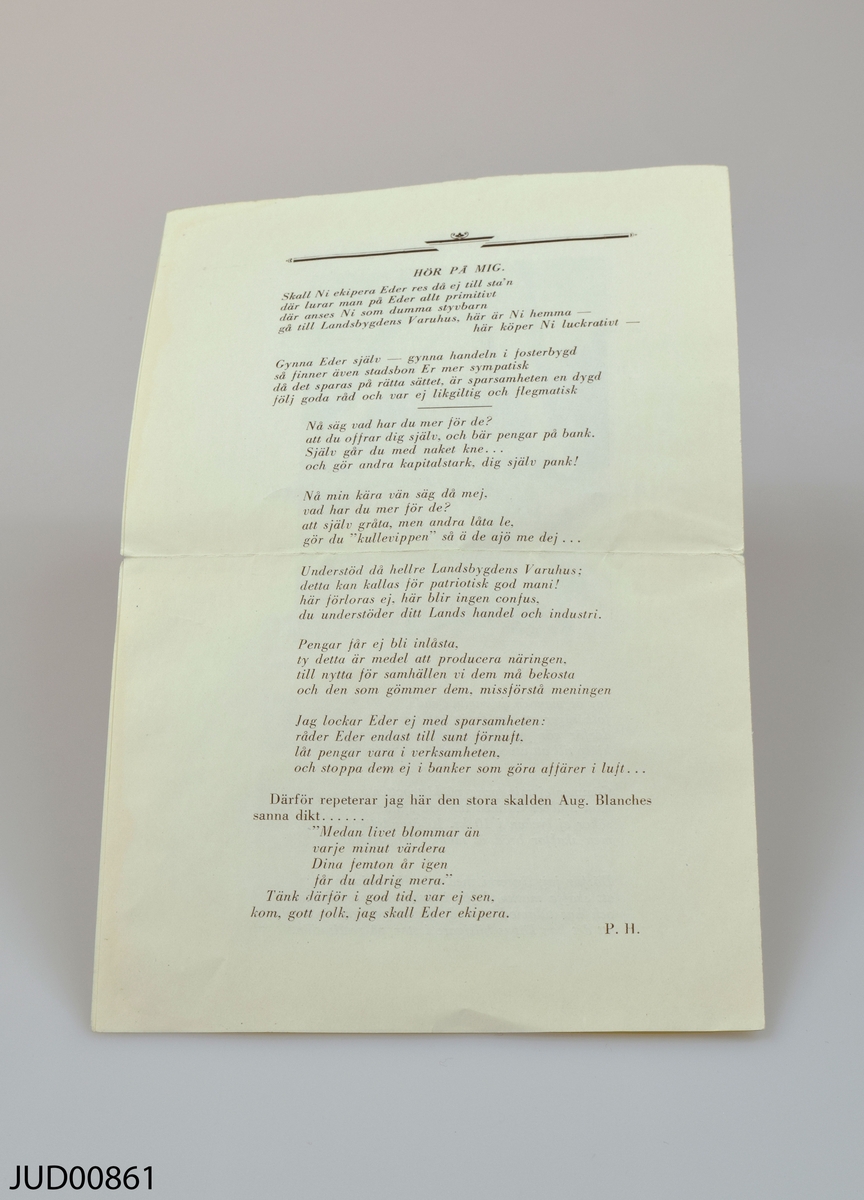 HÖR PÅ MIG.
Skall Ni ekipera Eder res då ej till sta'n
där lurar man på Eder allt primitivt
där anses Ni som dumma styvbarn
gå till Landsbygdens Varuhus, här är Ni hemma —
här köper Ni luckrativt —
Gynna Eder själv — gynna handeln i fosterbygd
så finner även stadsbon Er mer sympatisk
då det sparas på rätta sättet, är sparsamheten en dygd
följ goda råd och var ej likgiltig och flegmatisk
Nå säg vad har du mer för de?
att du offrar dig själv, och bär pengar på bank.
Själv går du med naket kne...
och gör andra kapitalstark, dig själv pank!
Nå min kära vän säg då mej,
vad har du mer för de?
att själv gråta, men andra låta le,
gör du "kullevippen" så ä de ajö me dej ...
Understöd då hellre Landsbygdens Varuhus;
detta kan kallas för patriotisk god mani!
här förloras ej, här blir ingen confus,
du understöder ditt Lands handel och industri.
Pengar får ej bli inlåsta,
ty detta är medel att producera näringen,
till nytta för samhällen vi dem må bekosta
och den som gömmer dem, missförstå meningen
Jag lockar Eder ej med sparsamheten:
råder Eder endast till sunt förnuft,
låt pengar vara i verksamheten,
och stoppa dem ej i banker som göra affärer i luft...
Därför repeterar jag här den stora skalden Aug. Blanches
sanna dikt......
"Medan livet blommar än
varje minut värdera
Dina femton år igen
får du aldrig mera."
Tänk därför i god tid, var ej sen,
kom, gott folk, jag skall Eder ekipera.
P. H.
JUD00861